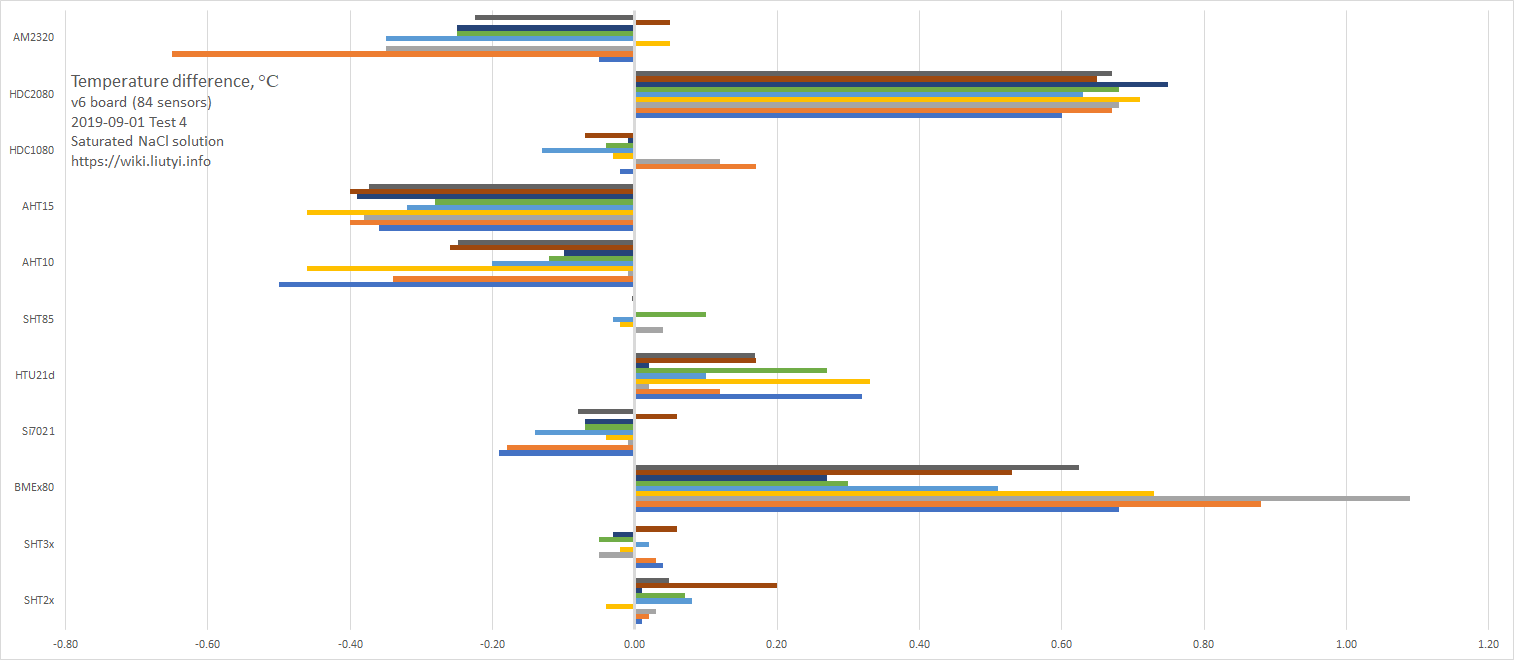 AM2320
Temperature difference, °C
v6 board (84 sensors)
HDC2080
2019-09-01 Test 4
Saturated NaCl solution
HDC1080
https://wiki.liutyi.info
AHT15
AHT10
SHT85
HTU21d
Si7021
BMEx80
SHT3x
SHT2x
-0.80 -0.60 -0.40 -0.20 0.00 0.20 0.40 0.60 0.80 1.00 1.20